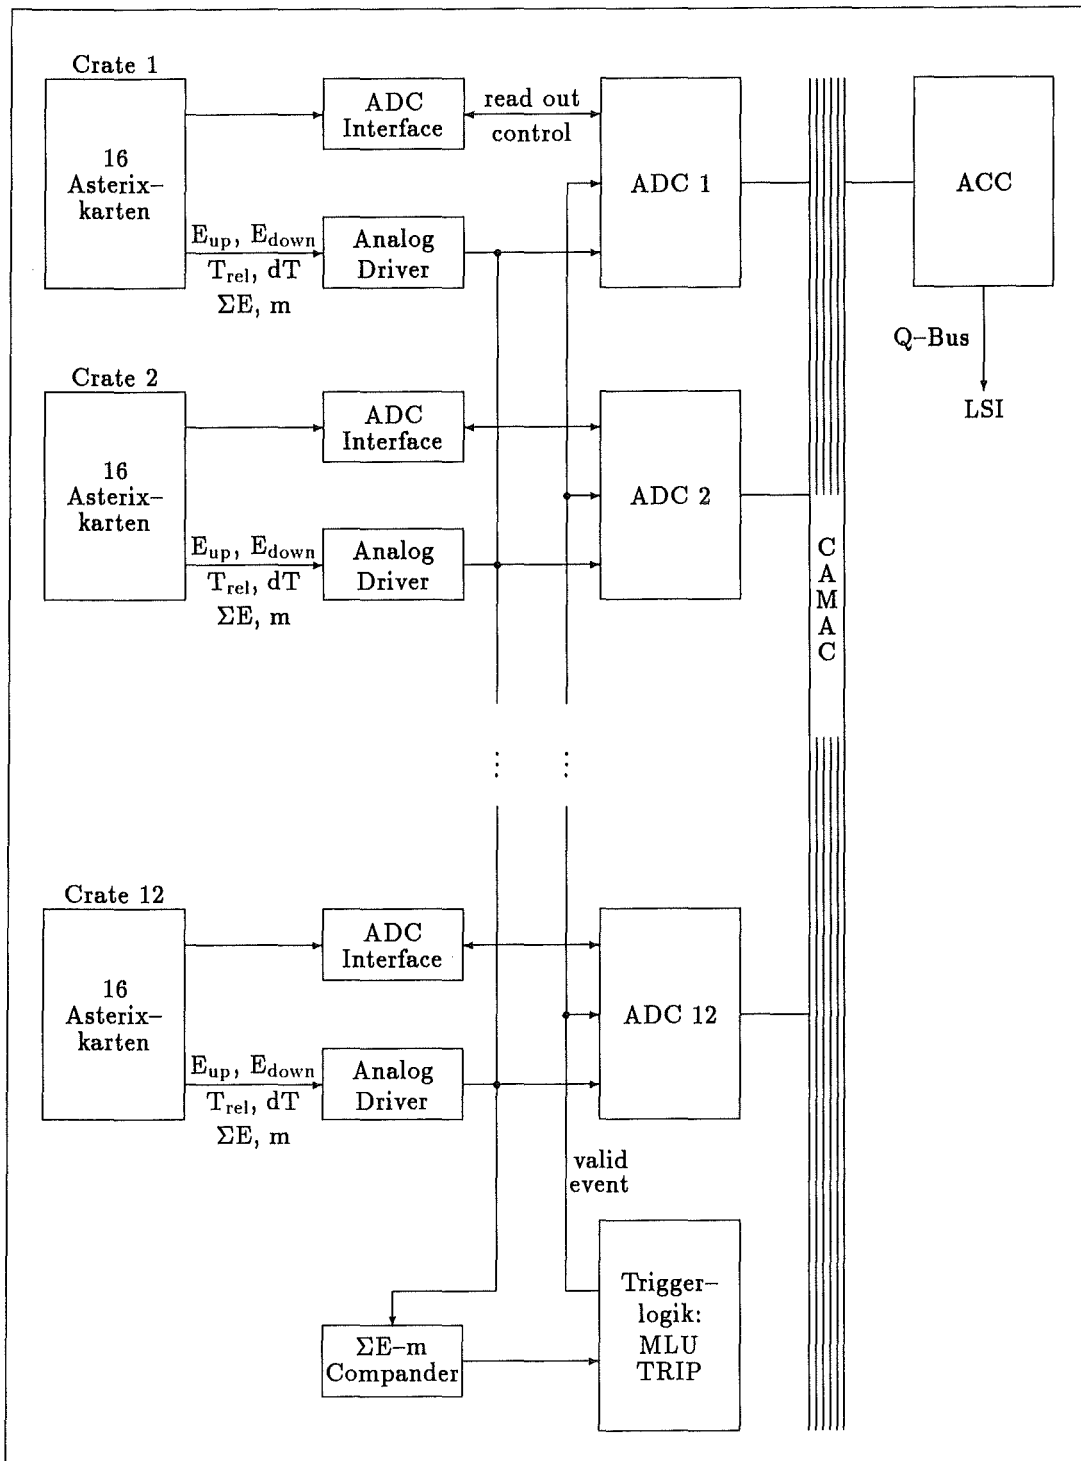 Crate 1
16
Asterix–
karten
ADC
Interface
read out
control
ADC 1
ACC
E_up, E_down
T_rel, dT
ΣE, m
Analog
Driver
Q–Bus
LSI
Crate 2
16
Asterix–
karten
ADC
Interface
ADC 2
E_up, E_down
T_rel, dT
ΣE, m
Analog
Driver
C
A
M
A
C
Crate 12
16
Asterix–
karten
ADC
Interface
ADC 12
E_up, E_down
T_rel, dT
ΣE, m
Analog
Driver
valid
event
Trigger–
logik:
MLU
TRIP
ΣE–m
Compander